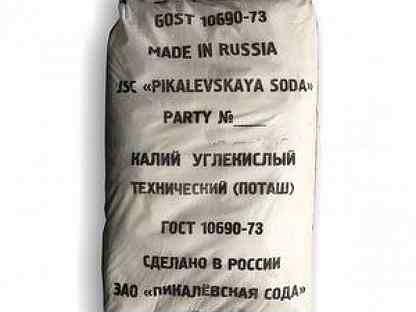 GOST 10690-73
MADE IN RUSSIA
JSC «PIKALEVSKAYA SODA»
PARTY №____
КАЛИЙ УГЛЕКИСЛЫЙ
ТЕХНИЧЕСКИЙ (ПОТАШ)
ГОСТ 10690-73
СДЕЛАНО В РОССИИ
ЗАО «ПИКАЛЁВСКАЯ СОДА»